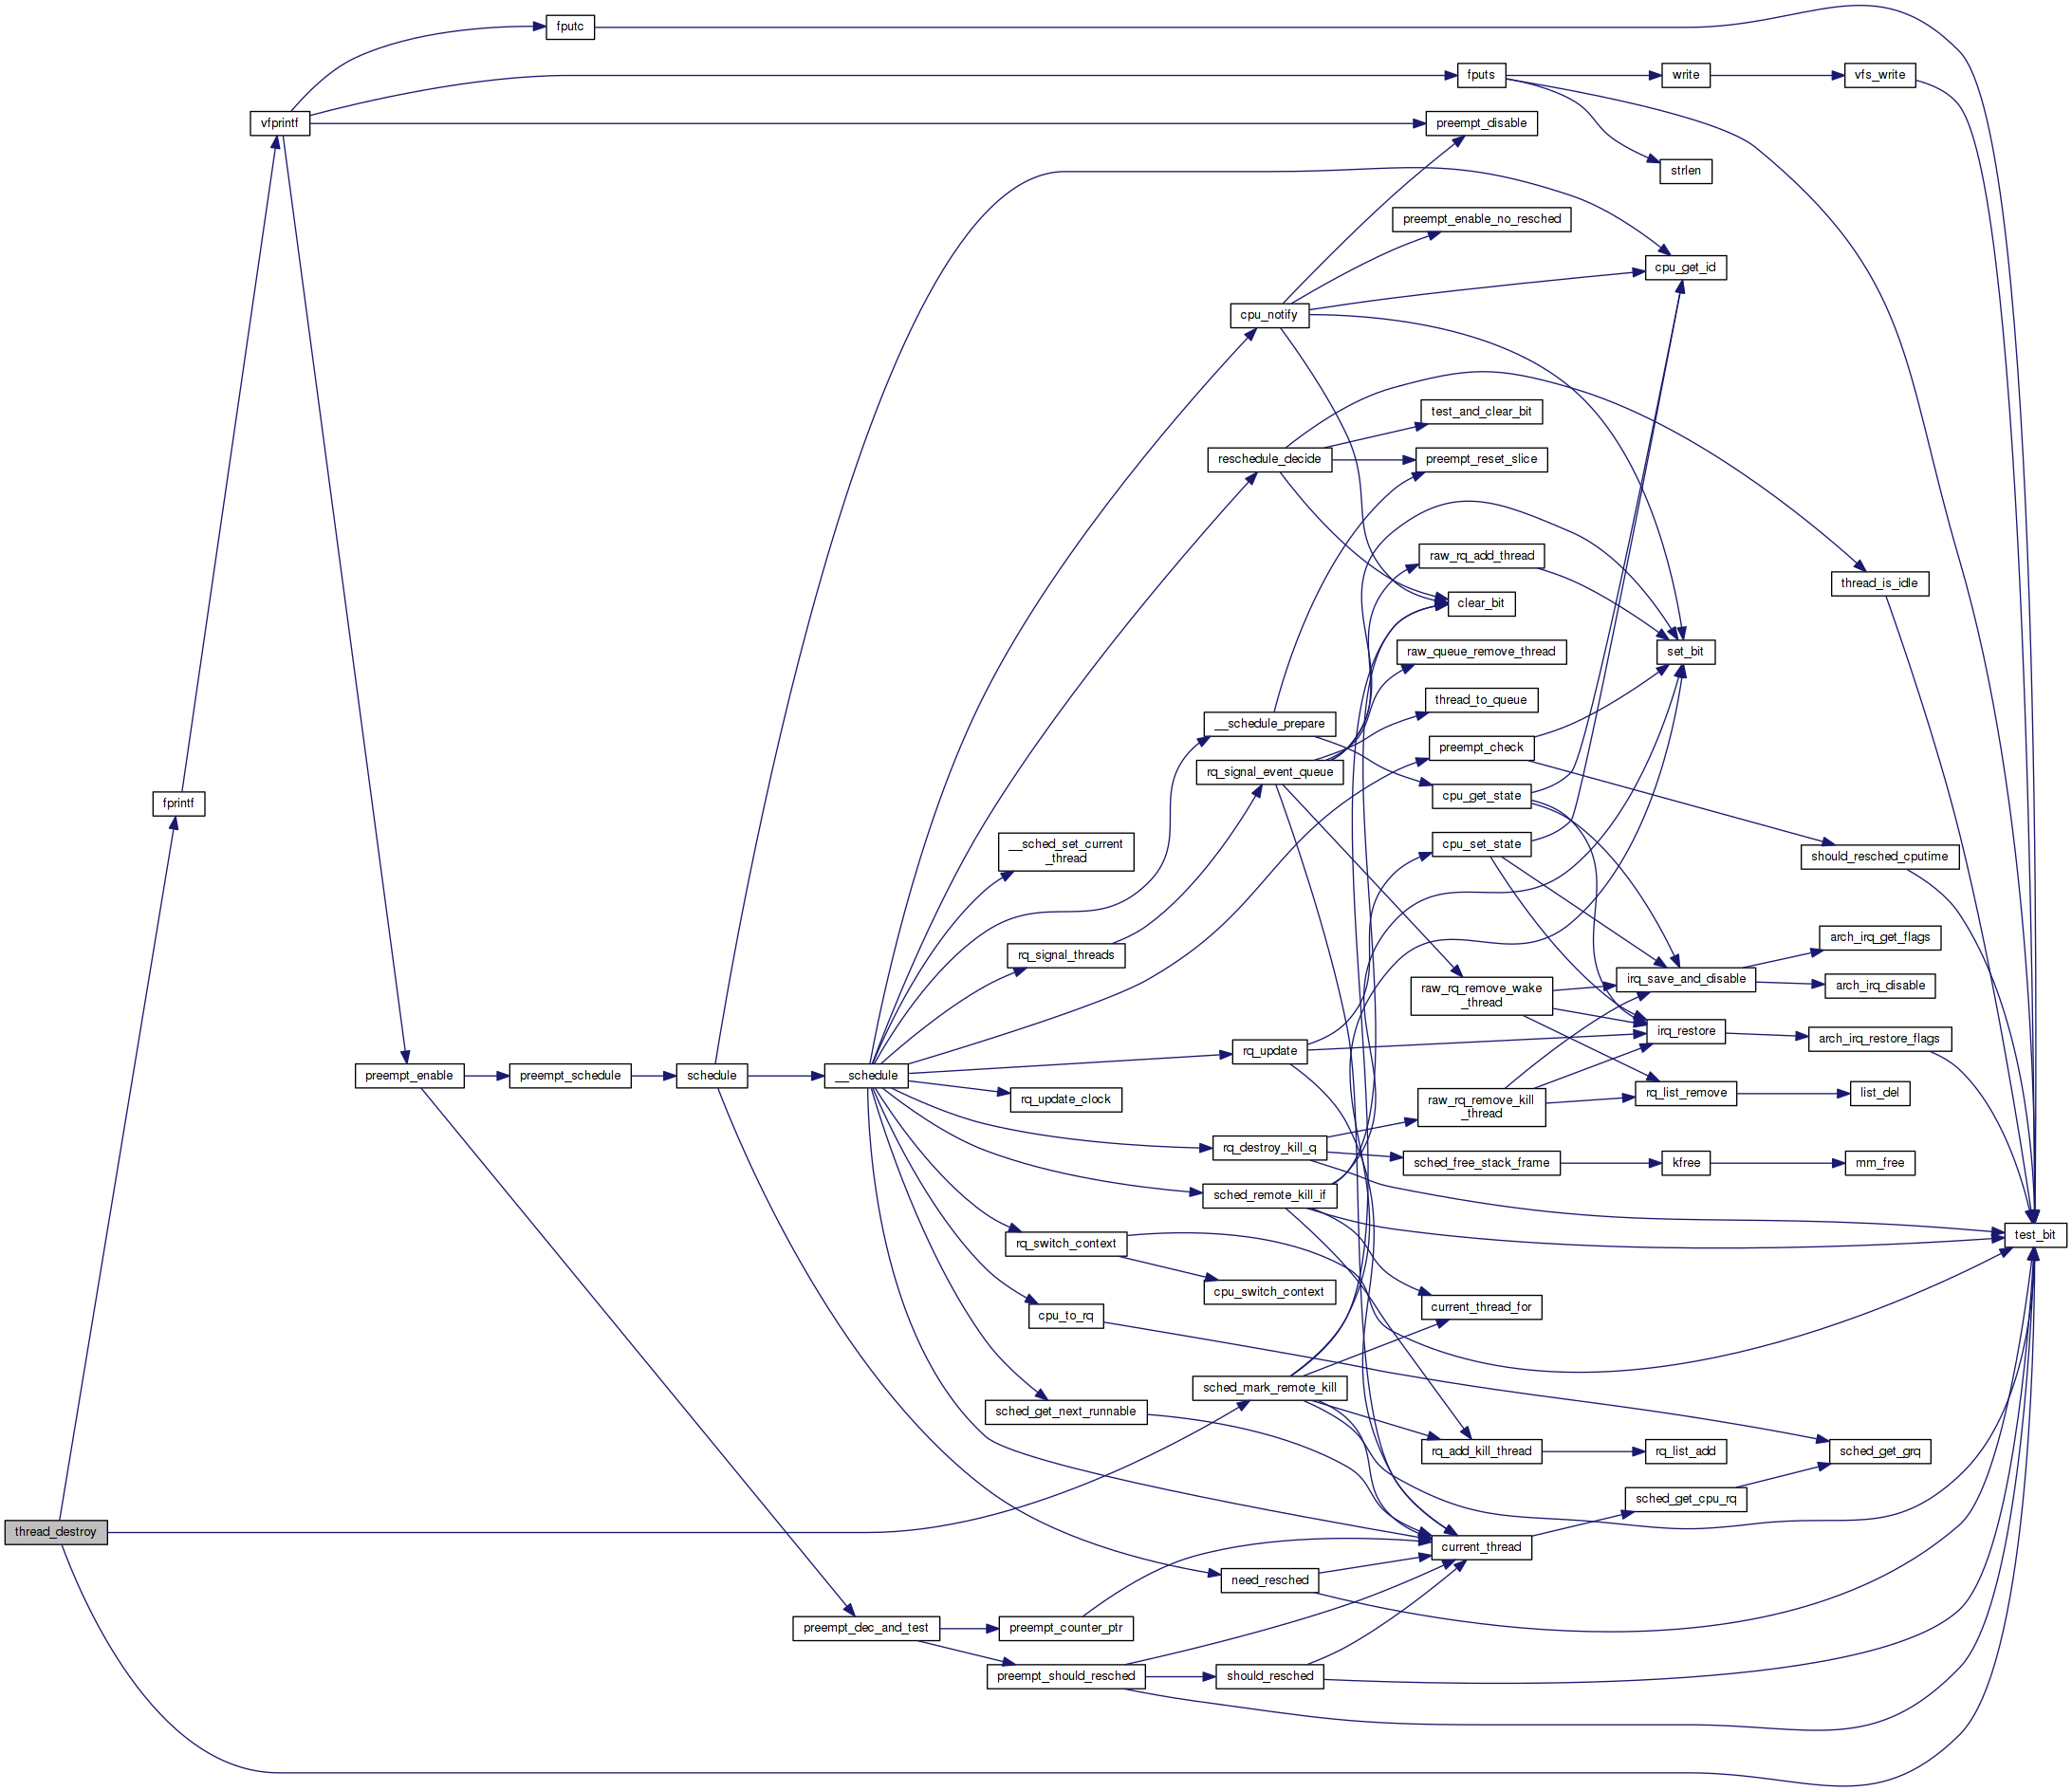 fputc
fputs
write
vfs_write
vfprintf
preempt_disable
strlen
preempt_enable_no_resched
cpu_get_id
cpu_notify
test_and_clear_bit
reschedule_decide
preempt_reset_slice
raw_rq_add_thread
thread_is_idle
clear_bit
raw_queue_remove_thread
set_bit
thread_to_queue
__schedule_prepare
preempt_check
rq_signal_event_queue
cpu_get_state
fprintf
cpu_set_state
__sched_set_current
_thread
should_resched_cputime
arch_irq_get_flags
rq_signal_threads
irq_save_and_disable
arch_irq_disable
raw_rq_remove_wake
_thread
irq_restore
arch_irq_restore_flags
rq_update
preempt_enable
preempt_schedule
schedule
__schedule
rq_update_clock
rq_list_remove
list_del
raw_rq_remove_kill
_thread
rq_destroy_kill_q
sched_free_stack_frame
kfree
mm_free
sched_remote_kill_if
test_bit
rq_switch_context
cpu_switch_context
current_thread_for
cpu_to_rq
sched_mark_remote_kill
sched_get_next_runnable
rq_add_kill_thread
rq_list_add
sched_get_grq
sched_get_cpu_rq
thread_destroy
current_thread
need_resched
preempt_dec_and_test
preempt_counter_ptr
preempt_should_resched
should_resched